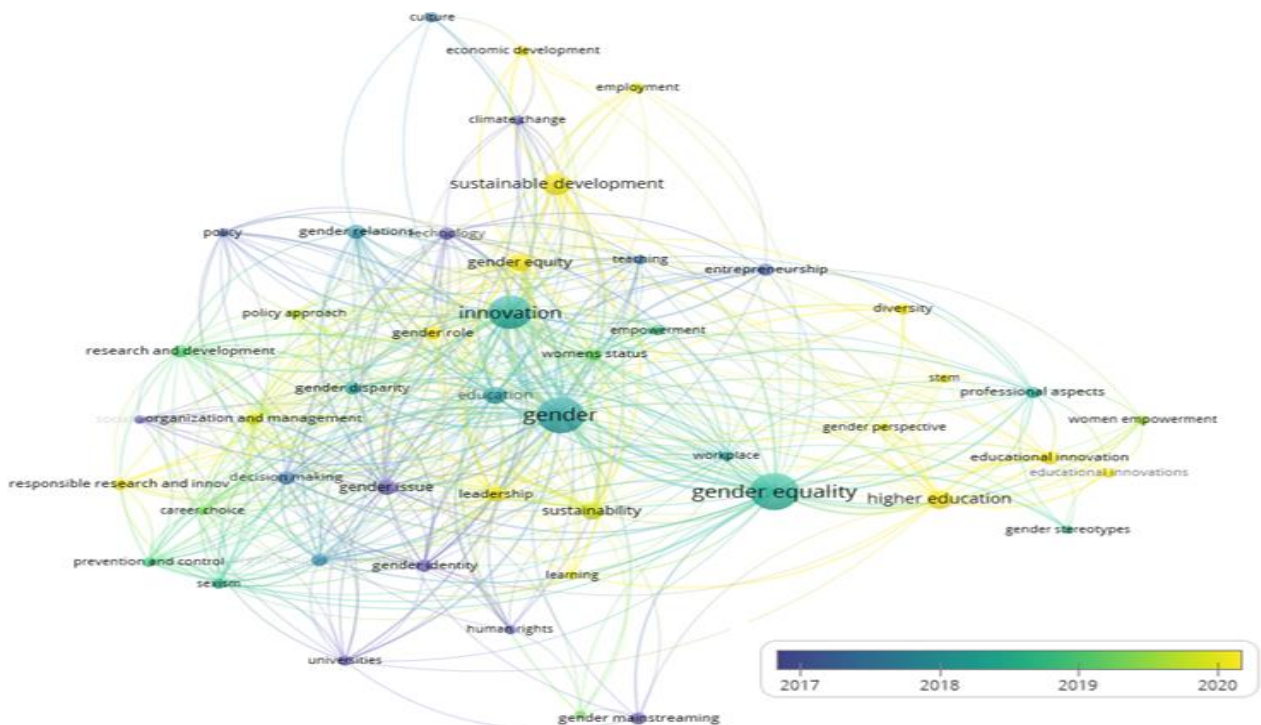 culture
economic development
employment
climate change
sustainable development
policy
gender relations
technology
gender equity
teaching
entrepreneurship
innovation
diversity
policy approach
gender role
empowerment
research and development
womens status
stem
gender disparity
education
professional aspects
organization and management
gender
gender perspective
women empowerment
workplace
educational innovation
educational innovations
responsible research and innov
decision making
gender issue
leadership
gender equality
higher education
career choice
sustainability
gender stereotypes
prevention and control
gender identity
learning
sexism
human rights
universities
gender mainstreaming
2017 2018 2019 2020